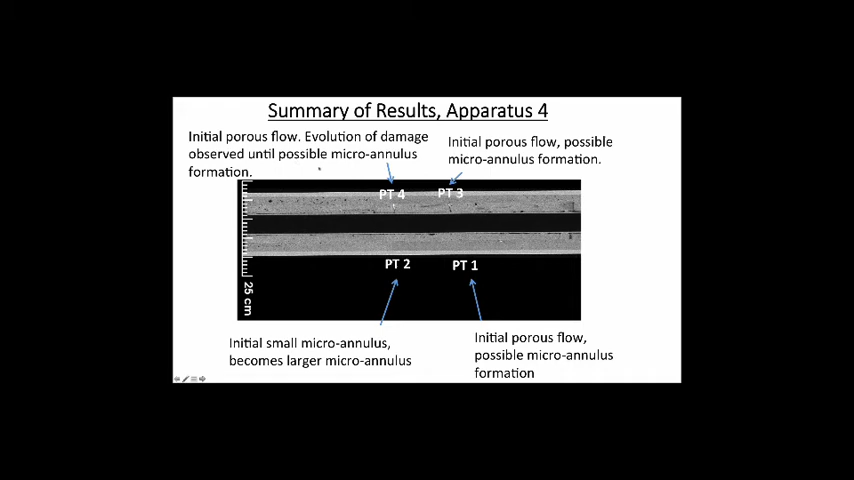 Summary of Results, Apparatus 4
Initial porous flow. Evolution of damage
observed until possible micro-annulus
formation.
Initial porous flow, possible
micro-annulus formation.
PT 4
PT 3
PT 2
PT 1
25 cm
Initial small micro-annulus,
becomes larger micro-annulus
Initial porous flow,
possible micro-annulus
formation